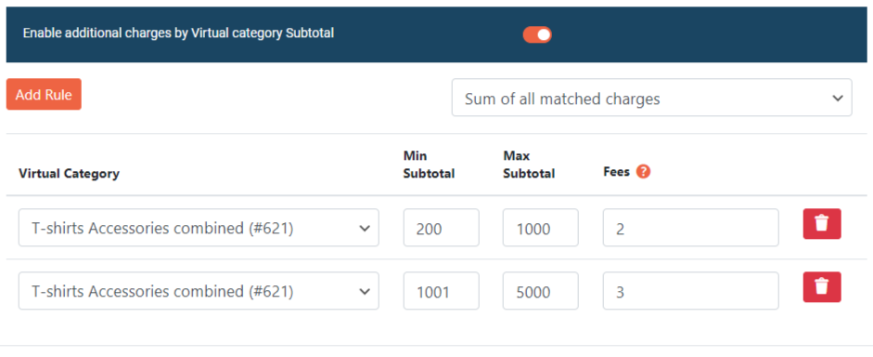 Enable additional charges by Virtual category Subtotal
Add Rule
Sum of all matched charges
Virtual Category
Min
Subtotal
Max
Subtotal
Fees ?
T-shirts Accessories combined (#621)
200
1000
2
T-shirts Accessories combined (#621)
1001
5000
3